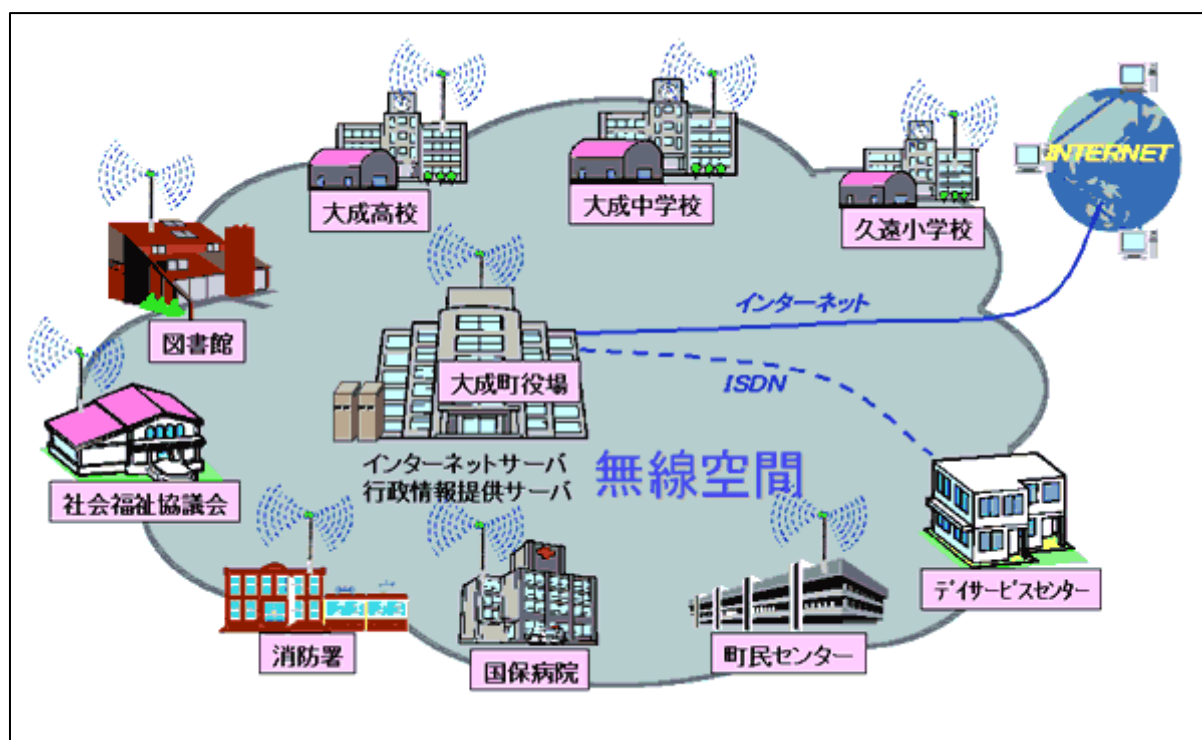 大成高校
大成中学校
久遠小学校
INTERNET
図書館
インターネット
大成町役場
ISDN
インターネットサーバ
行政情報提供サーバ
無線空間
社会福祉協議会
デイサービスセンター
消防署
国保病院
町民センター